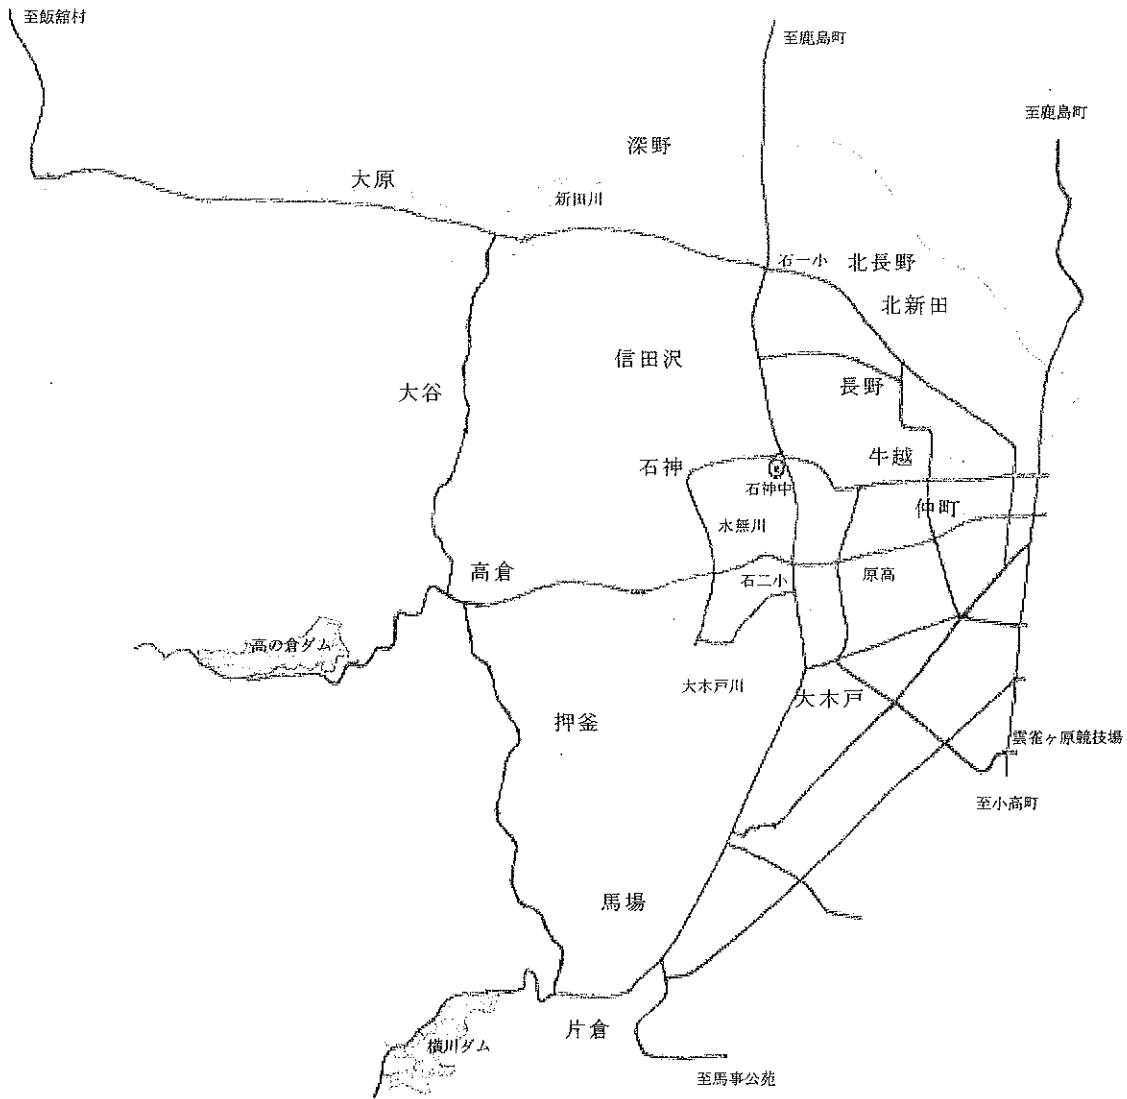 至飯舘村
至鹿島町
至鹿島町
深野
大原
新田川
石一小
北長野
北新田
信田沢
長野
大谷
牛越
石神
石神中
仲町
水無川
高倉
石二小
原高
高の倉ダム
大木戸川
大木戸
押釜
雲雀ヶ原競技場
至小高町
馬場
片倉
横川ダム
至馬事公苑